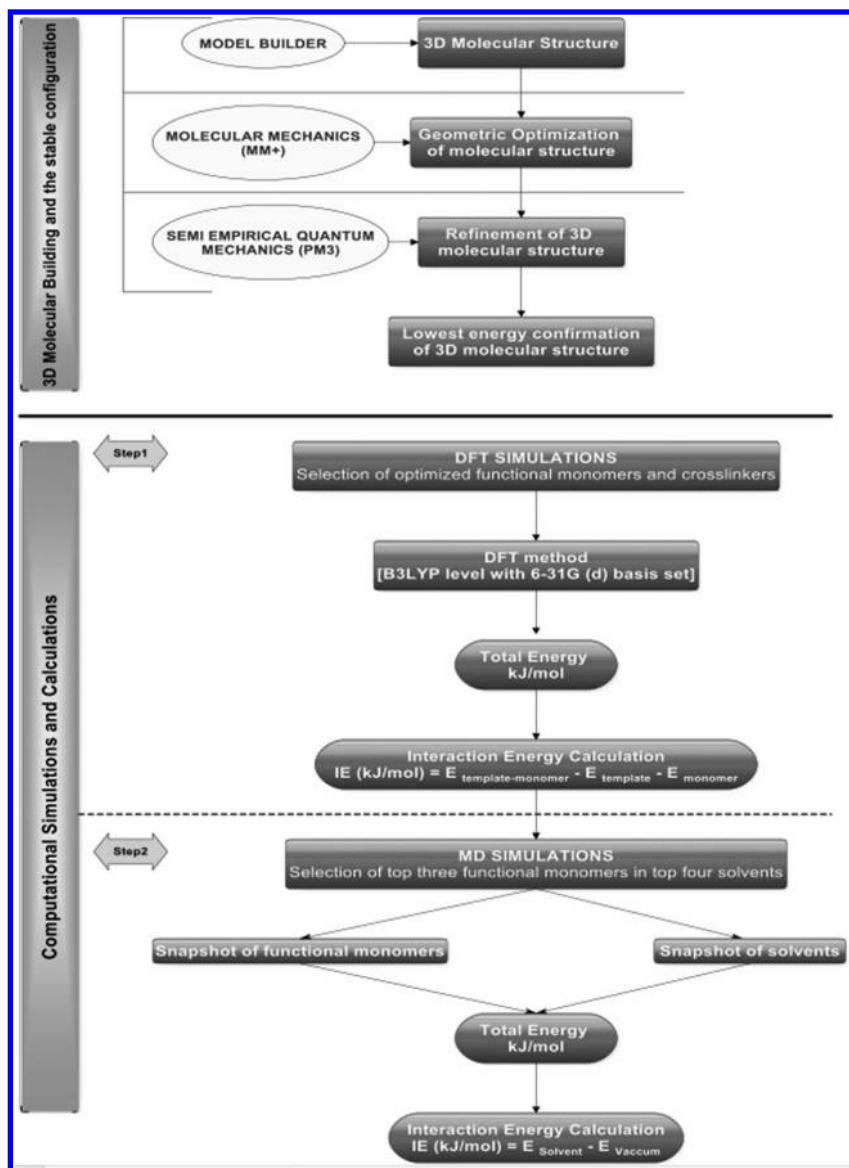 3D Molecular Building and the stable configuration
MODEL BUILDER
3D Molecular Structure
MOLECULAR MECHANICS
(MM+)
Geometric Optimization
of molecular structure
SEMI EMPIRICAL QUANTUM
MECHANICS (PM3)
Refinement of 3D
molecular structure
Lowest energy confirmation
of 3D molecular structure
Computational Simulations and Calculations
Step1
DFT SIMULATIONS
Selection of optimized functional monomers and crosslinkers
DFT method
[B3LYP level with 6-31G (d) basis set]
Total Energy
kJ/mol
Interaction Energy Calculation
IE (kJ/mol) = E template-monomer - E template - E monomer
Step2
MD SIMULATIONS
Selection of top three functional monomers in top four solvents
Snapshot of functional monomers
Snapshot of solvents
Total Energy
kJ/mol
Interaction Energy Calculation
IE (kJ/mol) = E Solvent - E Vaccum